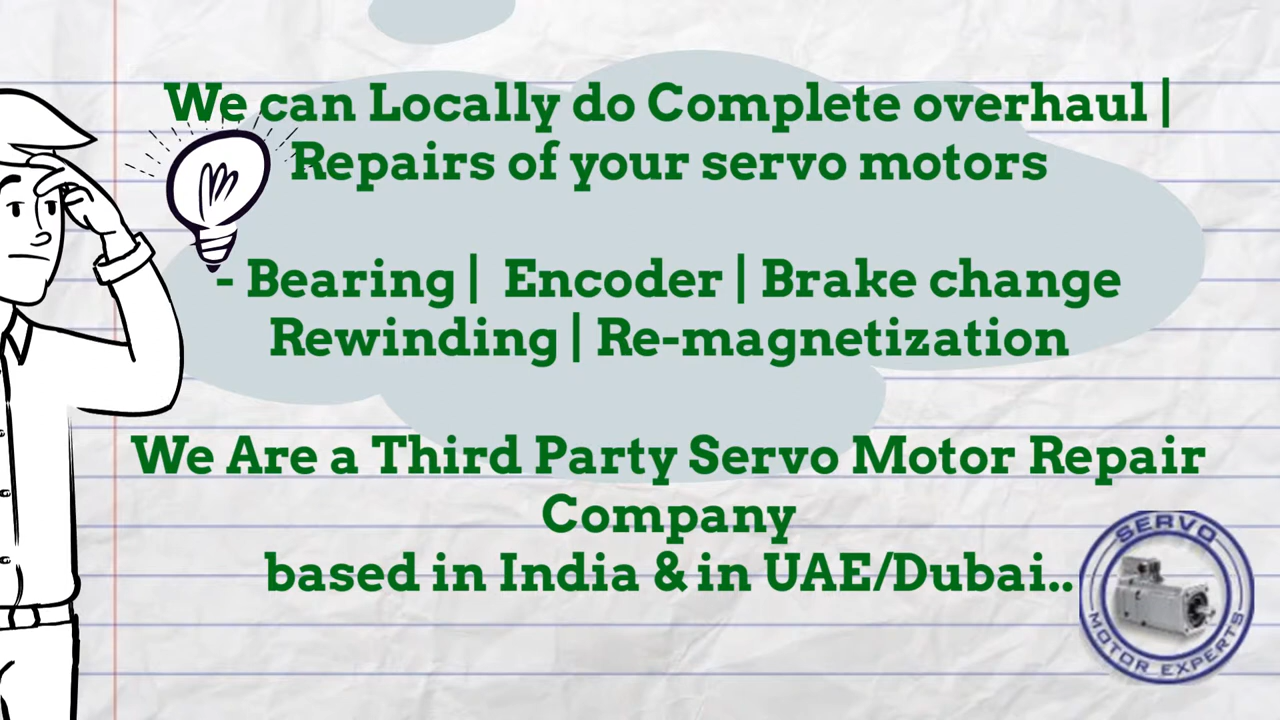 We can Locally do Complete overhaul |
Repairs of your servo motors
- Bearing |  Encoder | Brake change
Rewinding | Re-magnetization
We Are a Third Party Servo Motor Repair
Company
based in India & in UAE/Dubai..
SERVO
MOTOR EXPERTS